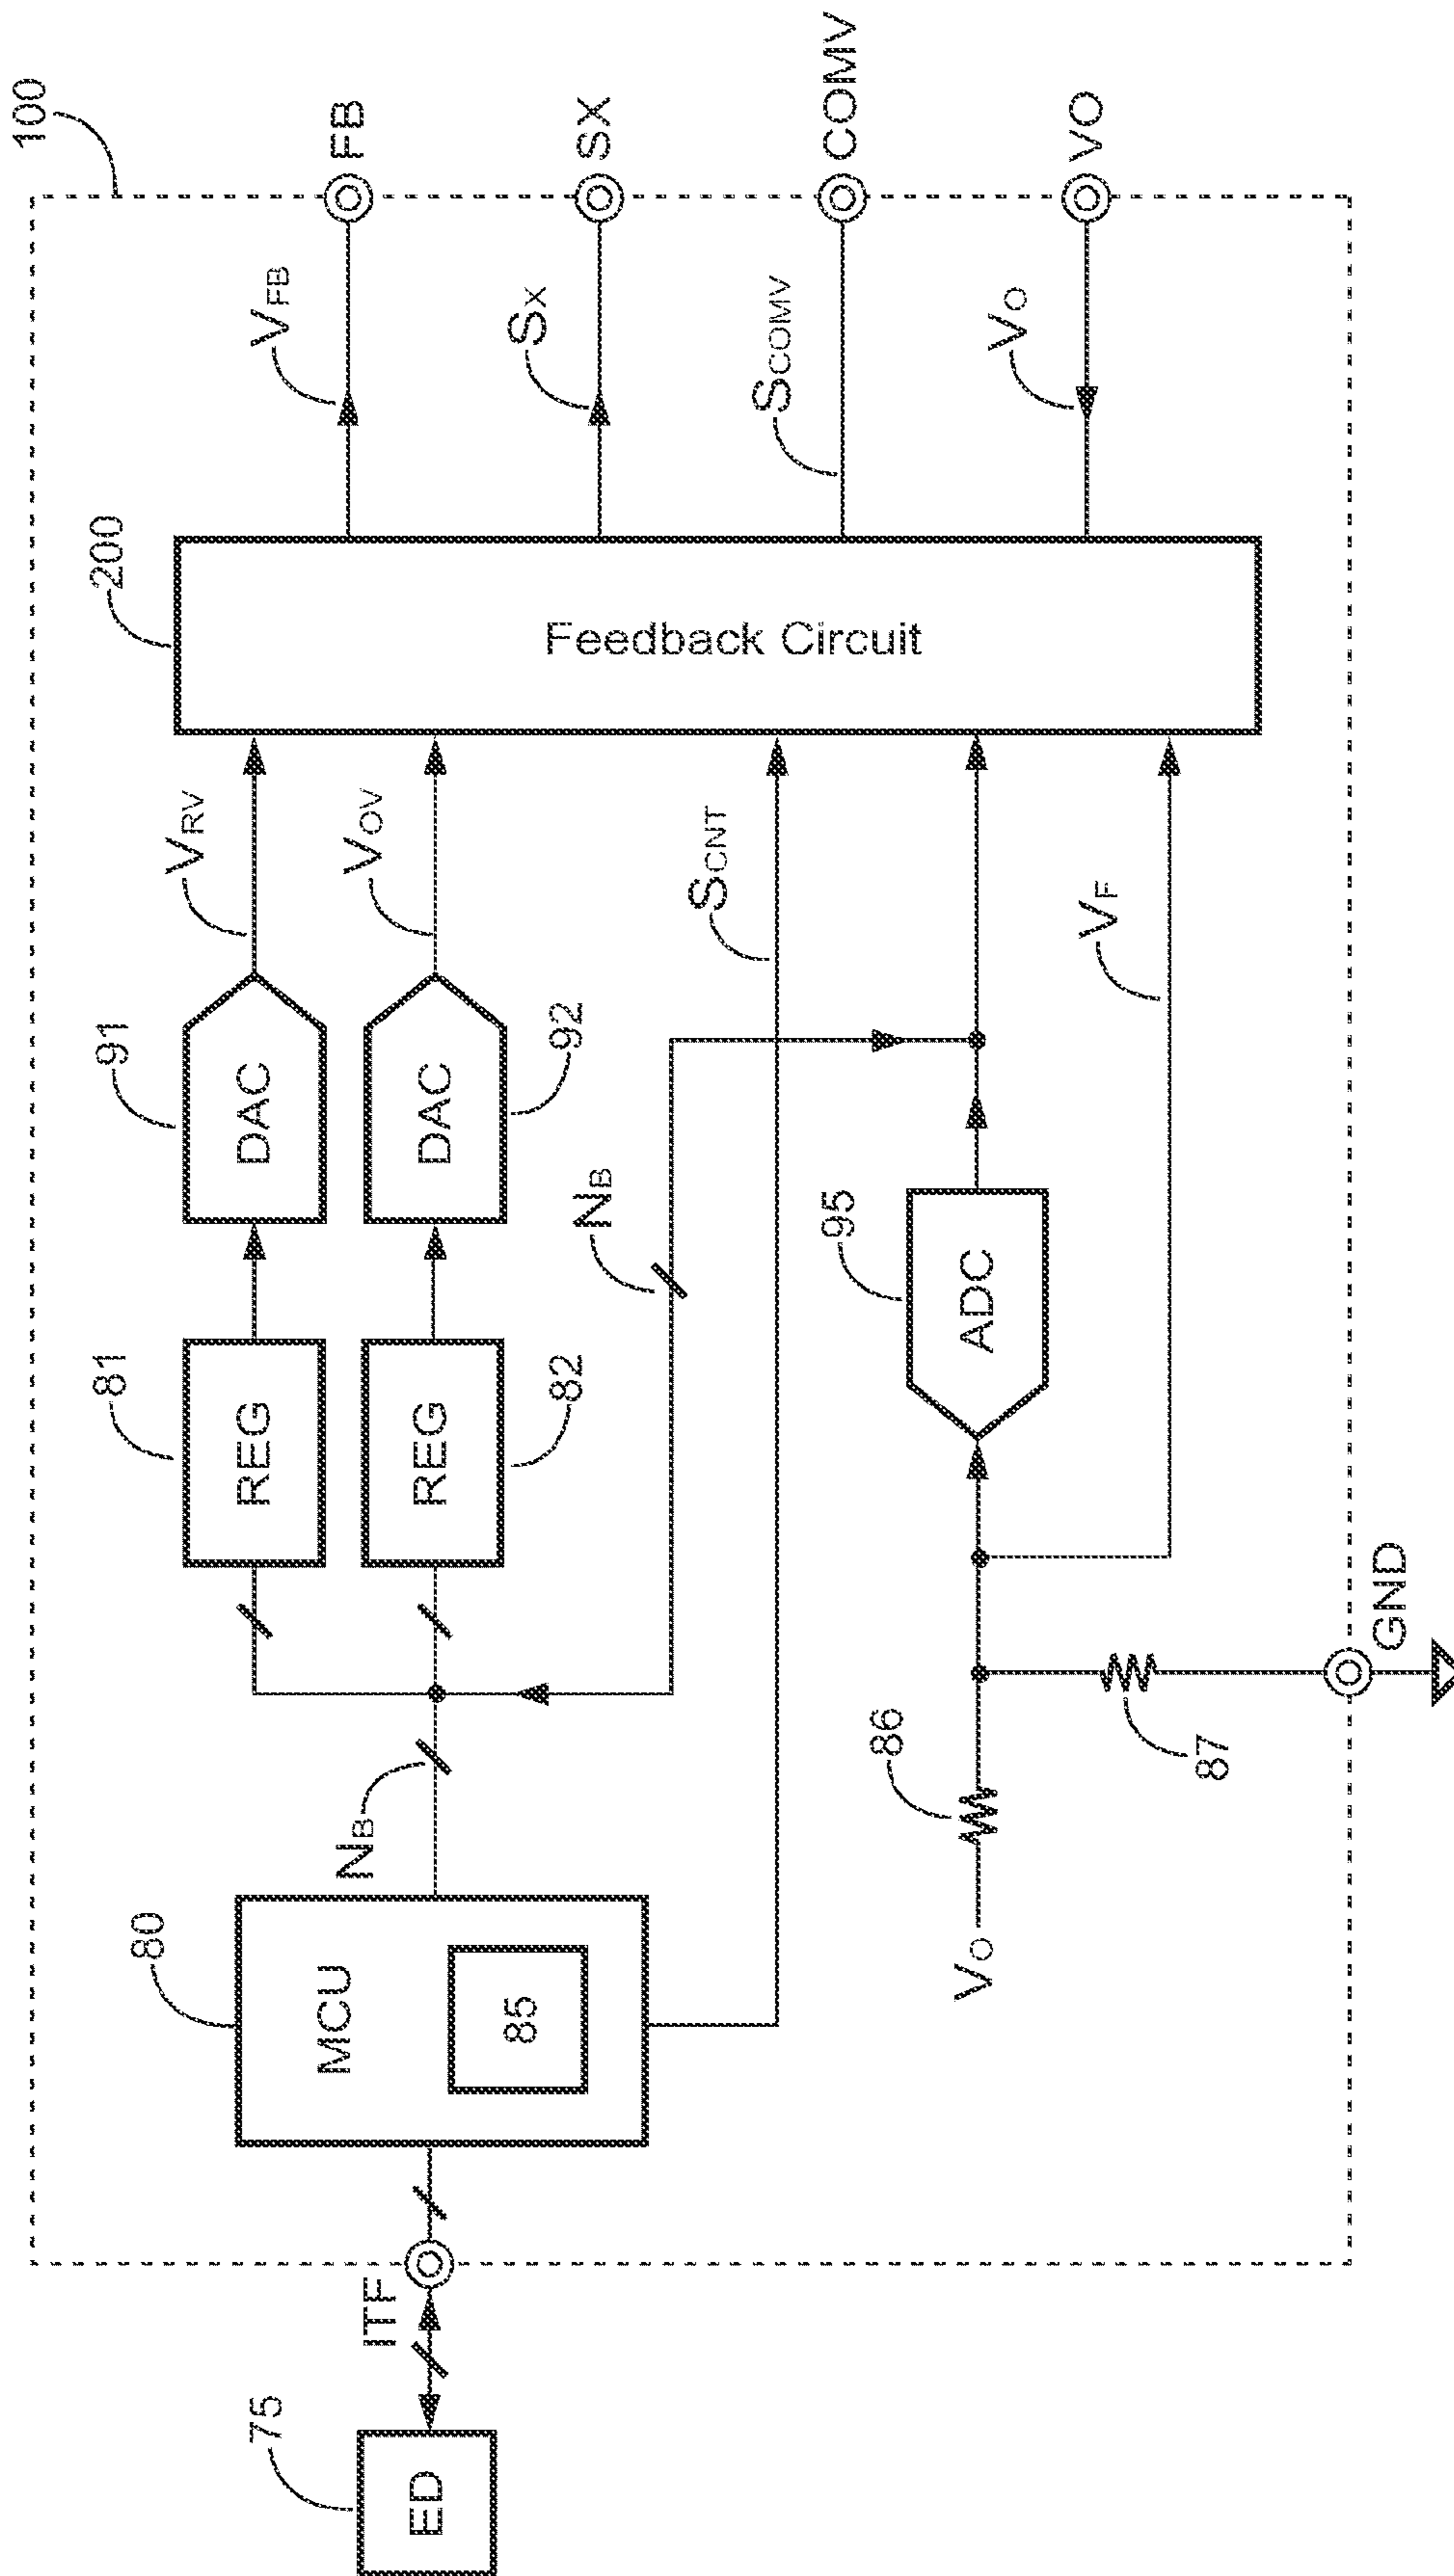 100
FB
SX
COMV
VO
VFB
SX
SCOMV
VO
200
Feedback Circuit
VRV
VOV
SCNT
VF
91
DAC
DAC
92
NB
95
ADC
81
REG
REG
82
NB
80
MCU
85
86
87
VO
GND
ITF
75
ED